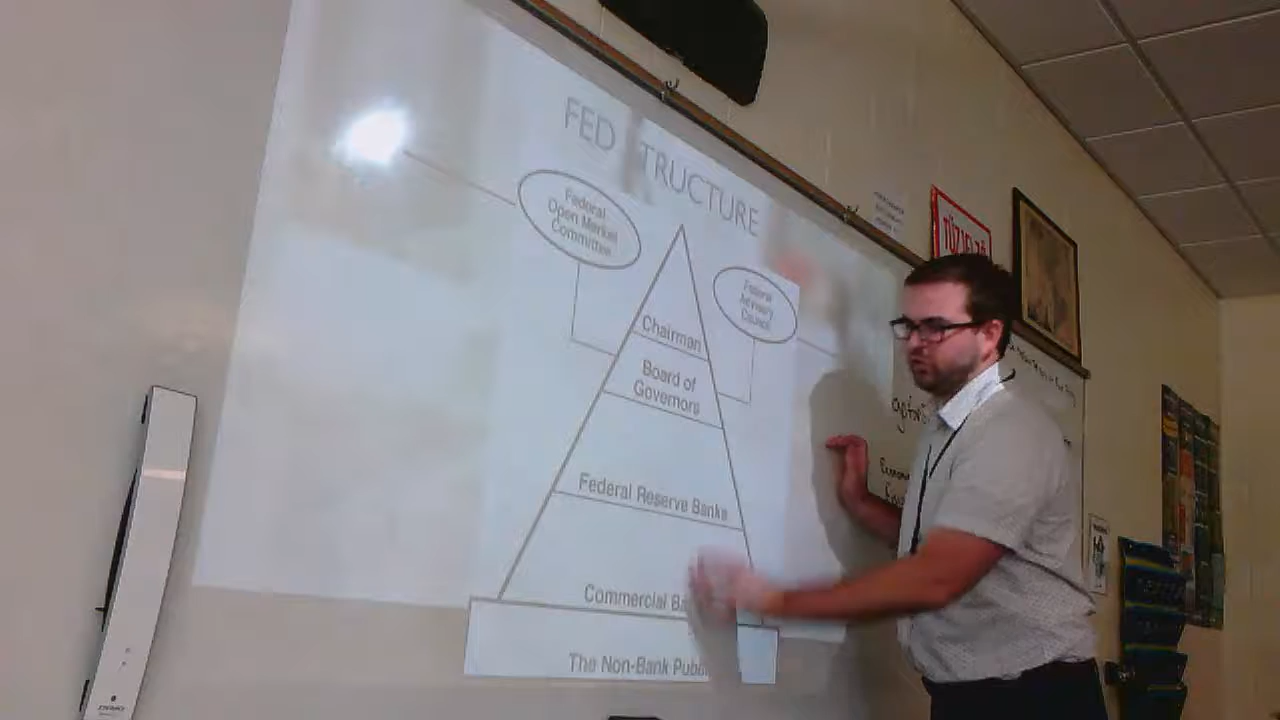 FED TRUCTURE
Federal
Open Market
Committee
Federal
Advisory
Council
Chairman
Board of
Governors
Federal Reserve Banks
Commercial Ba
The Non-Bank Publi
TŰZJELZŐ